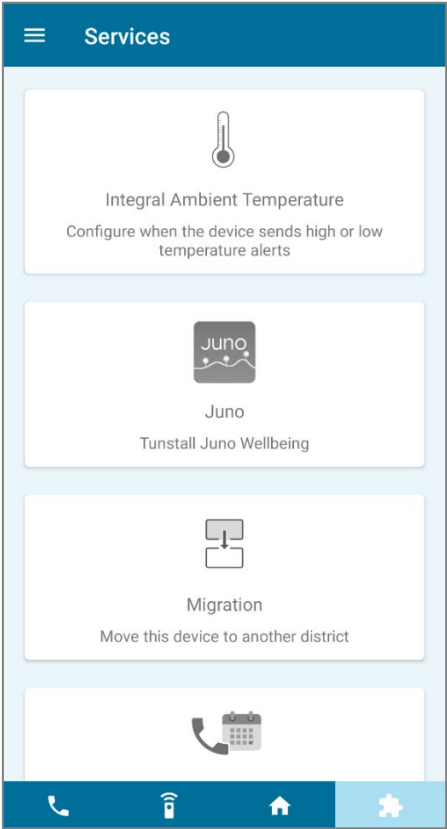 Services
Integral Ambient Temperature
Configure when the device sends high or low
temperature alerts
Juno
Juno
Tunstall Juno Wellbeing
Migration
Move this device to another district